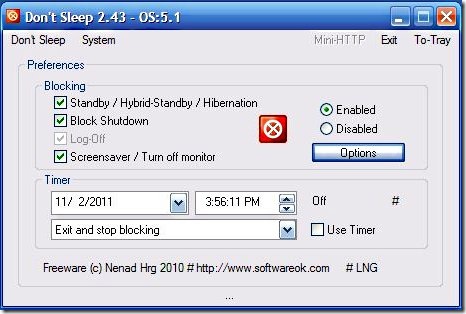 Don't Sleep 2.43 - OS:5.1
Don't Sleep System Mini-HTTP Exit To-Tray
Preferences
Blocking
Standby / Hybrid-Standby / Hibernation
Block Shutdown
Log-Off
Screensaver / Turn off monitor
Enabled
Disabled
Options
Timer
11/ 2/2011 3:56:11 PM Off #
Exit and stop blocking Use Timer
Freeware (c) Nenad Hrg 2010 # http://www.softwareok.com # LNG
...